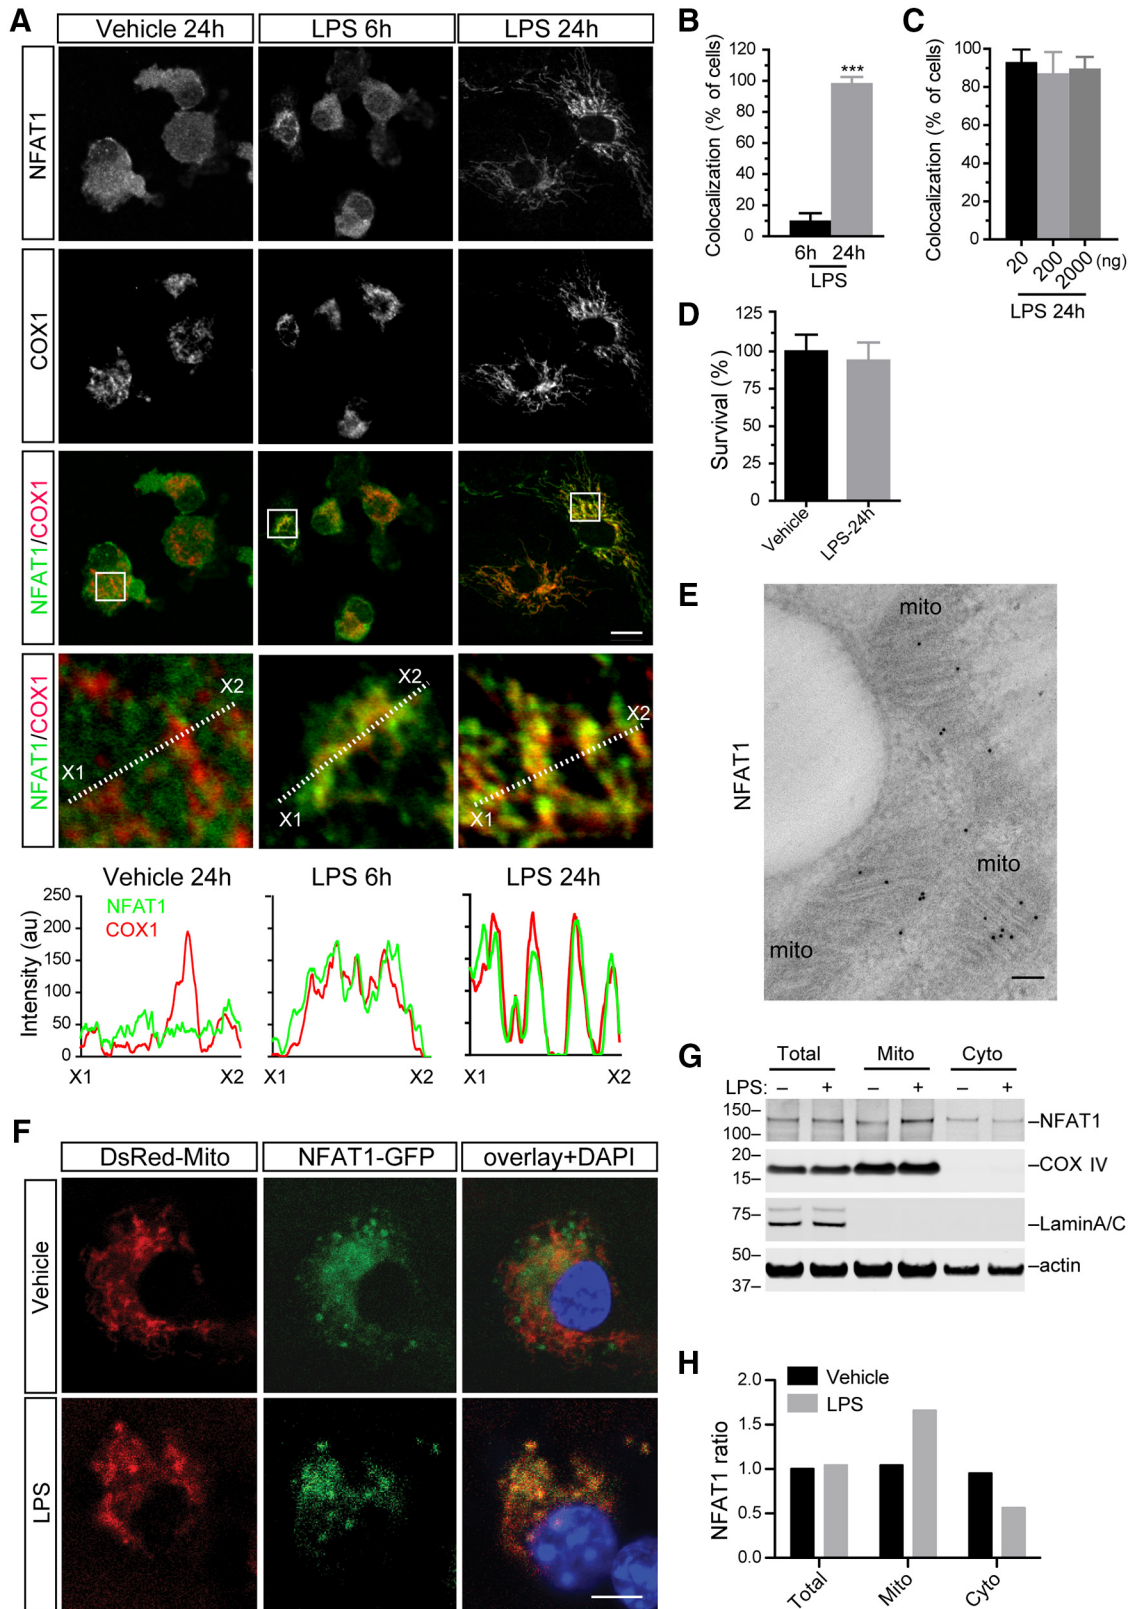 A
Vehicle 24h
LPS 6h
LPS 24h
NFAT1
COX1
NFAT1/COX1
NFAT1/COX1
X1
X2
X1
X2
X1
X2
Vehicle 24h
LPS 6h
LPS 24h
Intensity (au)
250
200
150
100
50
0
NFAT1
COX1
X1
X2
X1
X2
X1
X2
B
Colocalization (% of cells)
120
100
80
60
40
20
0
***
6h
24h
LPS
C
Colocalization (% of cells)
100
80
60
40
20
0
20
200
2000
(ng)
LPS 24h
D
Survival (%)
125
100
75
50
25
0
Vehicle
LPS-24h
E
NFAT1
mito
mito
mito
F
DsRed-Mito
NFAT1-GFP
overlay+DAPI
Vehicle
LPS
G
Total
Mito
Cyto
LPS:
– + – + – +
150–
100–
–NFAT1
20–
15–
–COX IV
75–
50–
–LaminA/C
37–
–actin
H
NFAT1 ratio
2.0
1.5
1.0
0.5
0.0
Vehicle
LPS
Total
Mito
Cyto